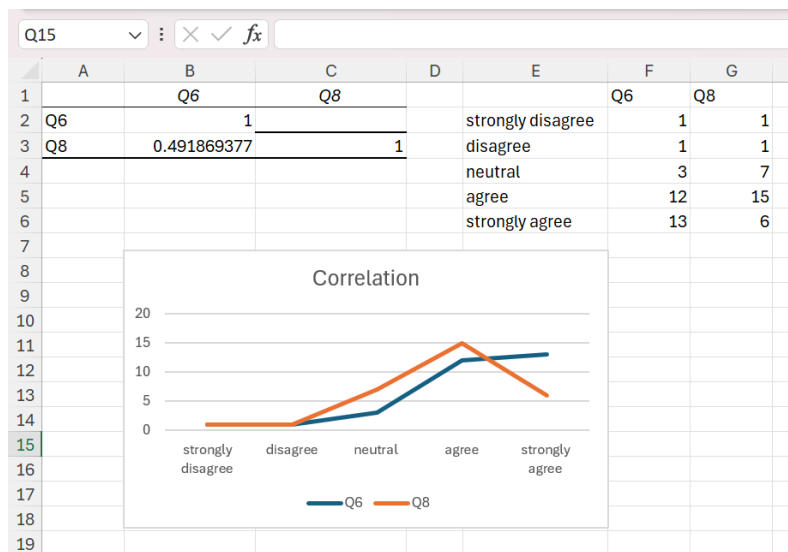 Q15 fx
A B C D E F G
1 Q6 Q8 Q6 Q8
2 Q6 1 strongly disagree 1 1
3 Q8 0.491869377 1 disagree 1 1
4 neutral 3 7
5 agree 12 15
6 strongly agree 13 6
7
8
9
10
11
12
13
14
15
16
17
18
19
Correlation
20
15
10
5
0
strongly disagree neutral agree strongly
disagree agree
Q6 Q8